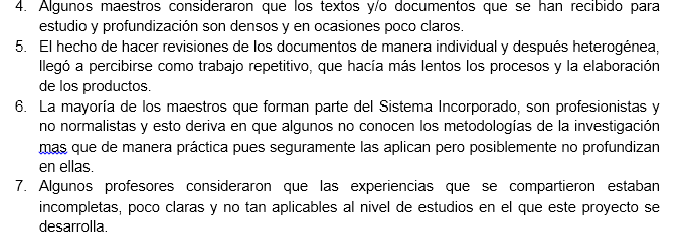 4. Algunos maestros consideraron que los textos y/o documentos que se han recibido para
estudio y profundización son densos y en ocasiones poco claros.
5. El hecho de hacer revisiones de los documentos de manera individual y después heterogénea,
llegó a percibirse como trabajo repetitivo, que hacía más lentos los procesos y la elaboración
de los productos.
6. La mayoría de los maestros que forman parte del Sistema Incorporado, son profesionistas y
no normalistas y esto deriva en que algunos no conocen los metodologías de la investigación
mas que de manera práctica pues seguramente las aplican pero posiblemente no profundizan
en ellas.
7. Algunos profesores consideraron que las experiencias que se compartieron estaban
incompletas, poco claras y no tan aplicables al nivel de estudios en el que este proyecto se
desarrolla.